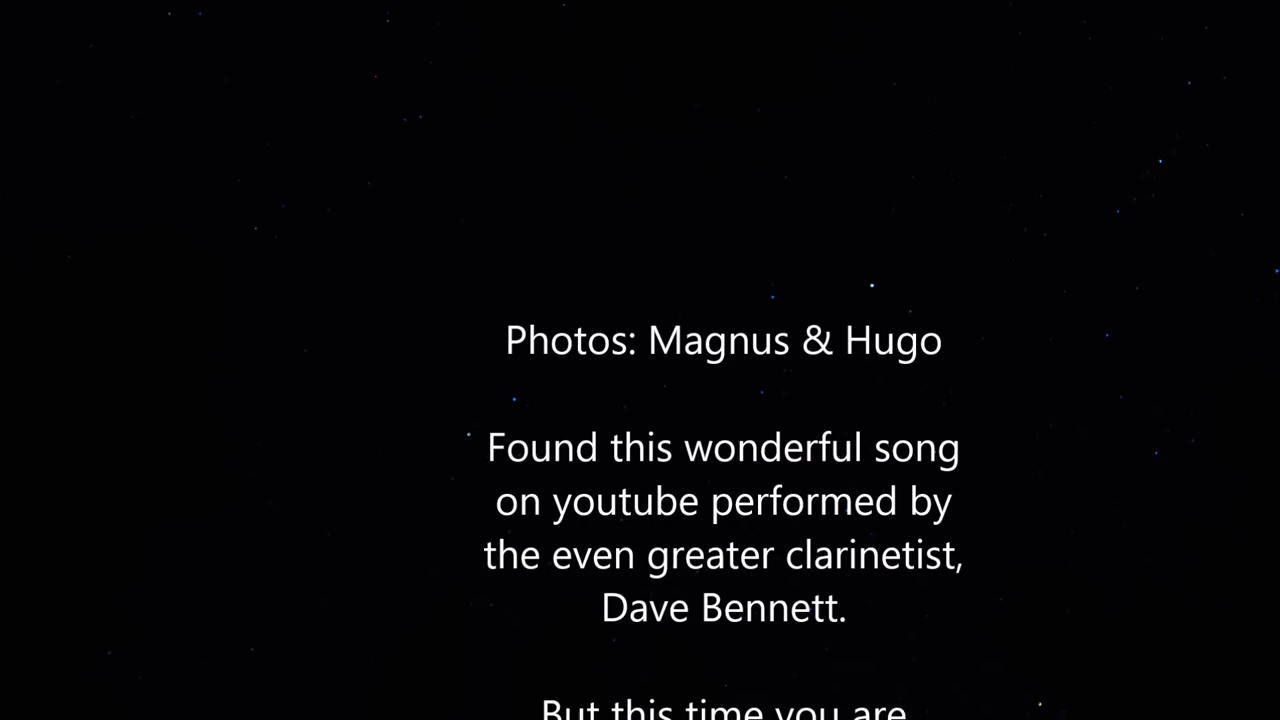 Photos: Magnus & Hugo
Found this wonderful song
on youtube performed by
the even greater clarinetist,
Dave Bennett.
But this time you are